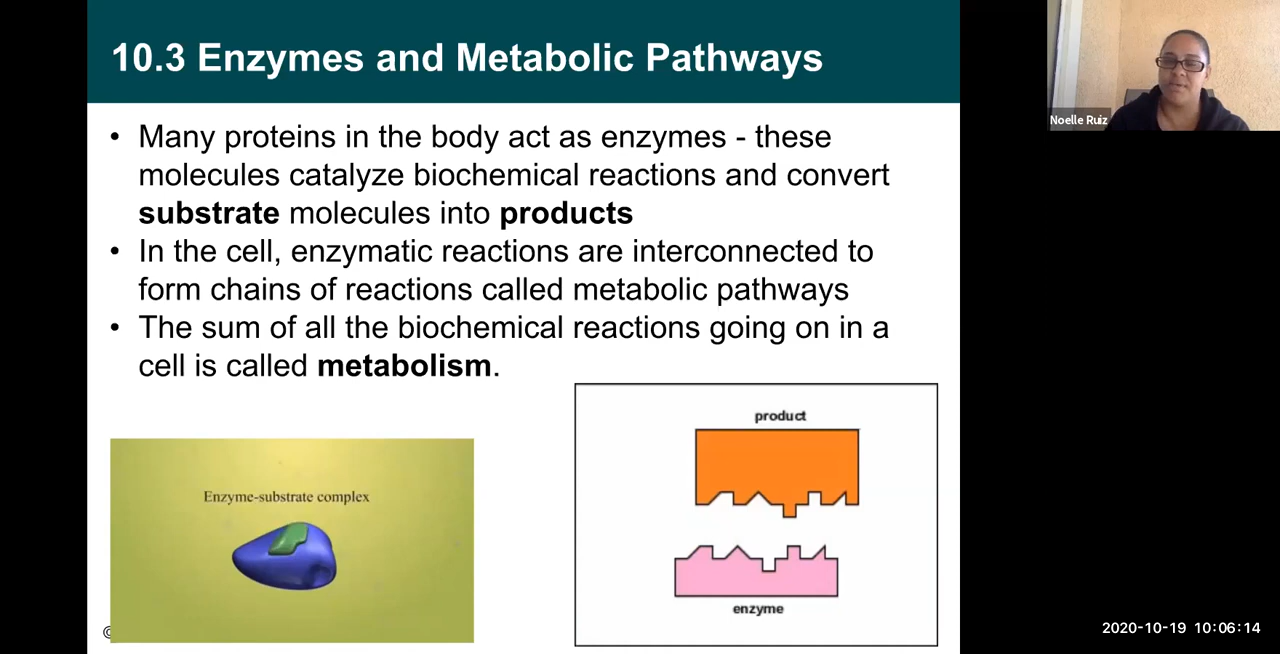 10.3 Enzymes and Metabolic Pathways
Noelle Ruiz
• Many proteins in the body act as enzymes - these
molecules catalyze biochemical reactions and convert
substrate molecules into products
• In the cell, enzymatic reactions are interconnected to
form chains of reactions called metabolic pathways
• The sum of all the biochemical reactions going on in a
cell is called metabolism.
Enzyme-substrate complex
product
enzyme
©
2020-10-19 10:06:14